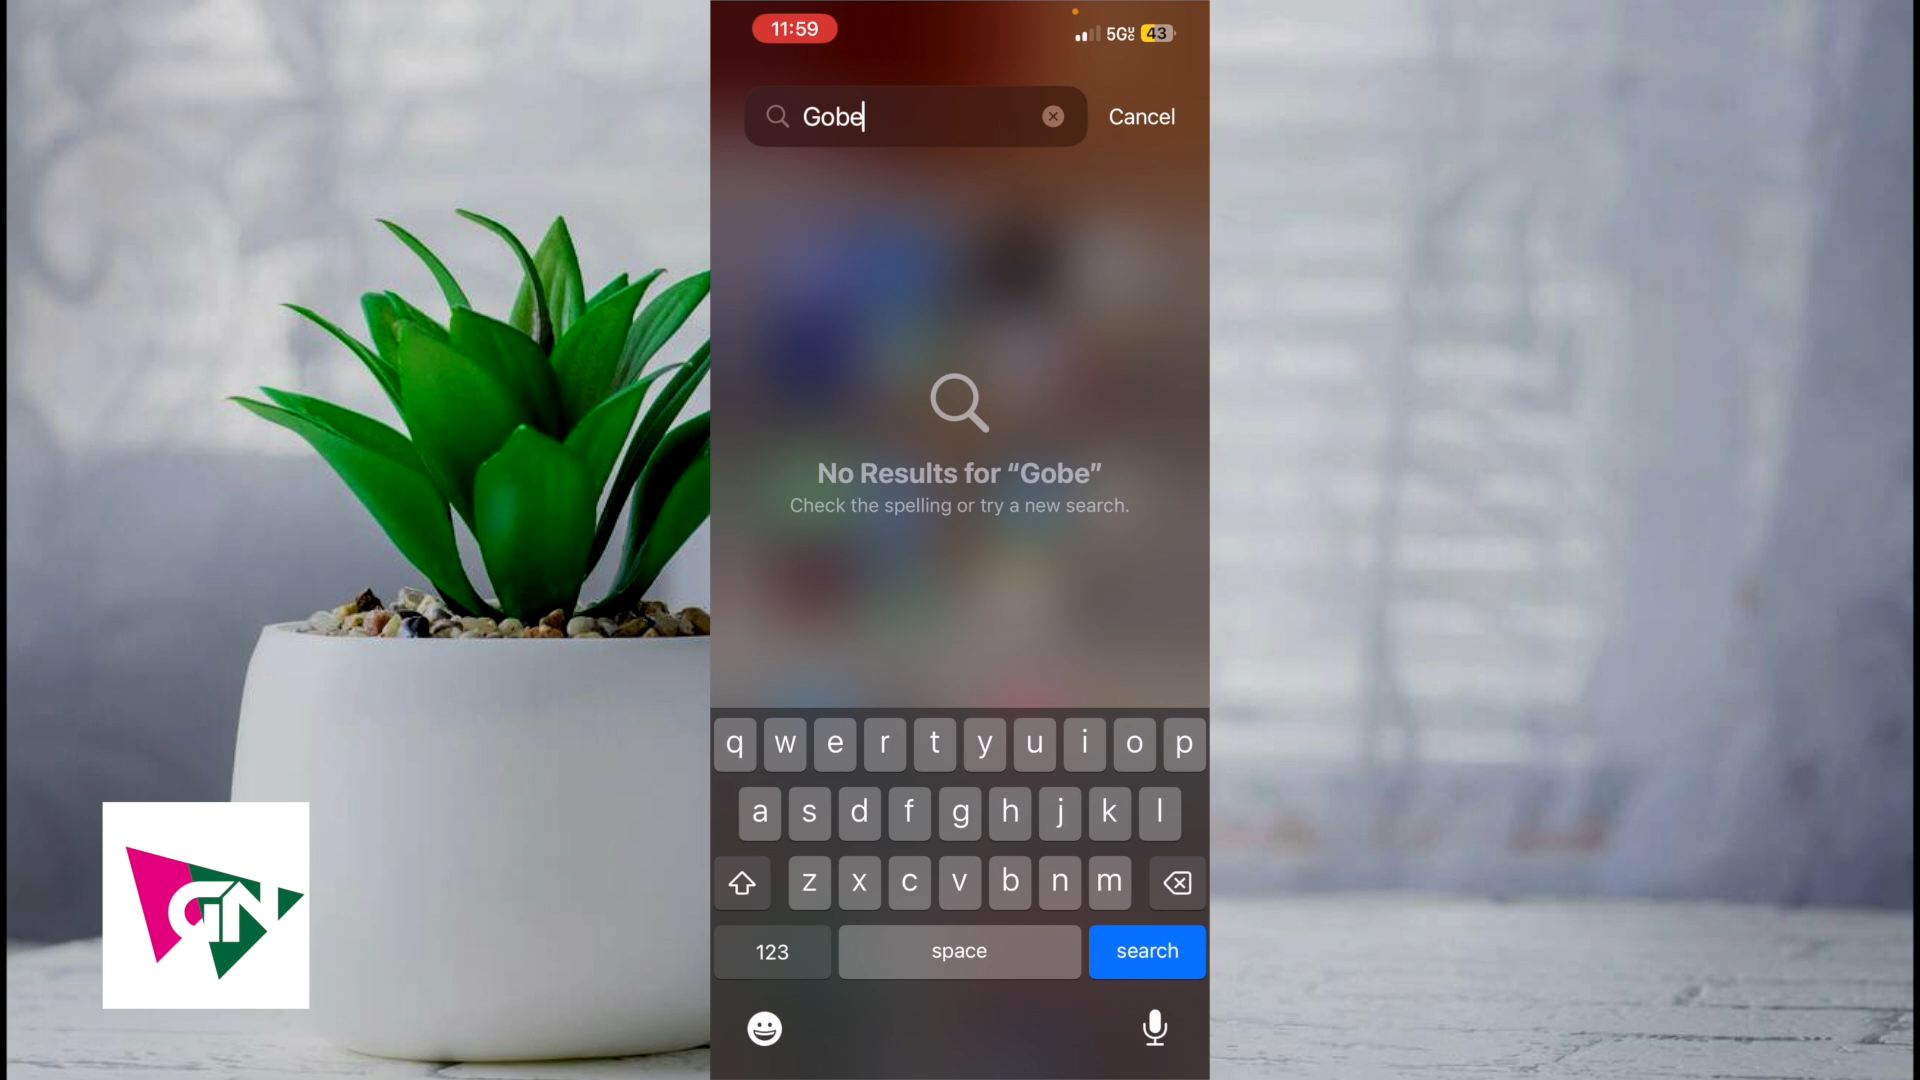 11:59
5G 43
Gobe
Cancel
No Results for “Gobe”
Check the spelling or try a new search.
q w e r t y u i o p
a s d f g h j k l
z x c v b n m
123 space search
GN